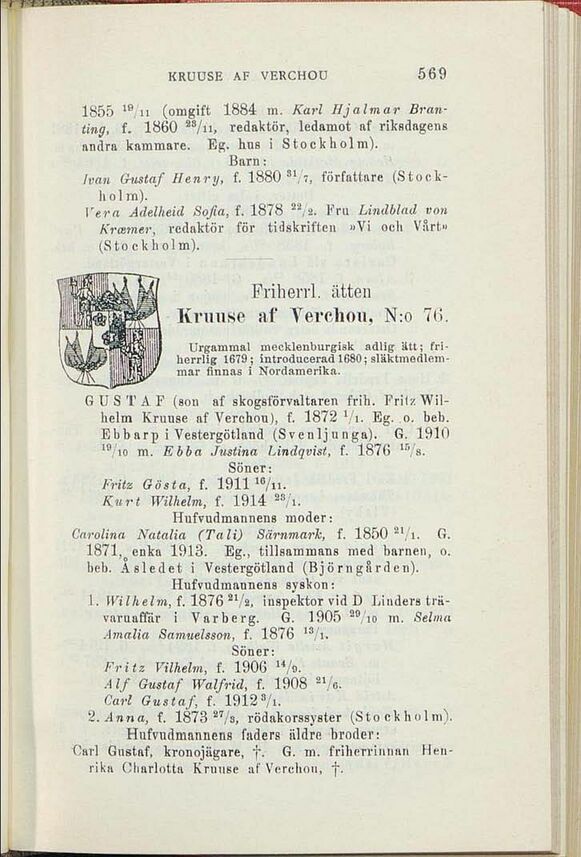 KRUUSE AF VERCHOU 569
1855 19/11 (omgift 1884 m. Karl Hjalmar Bran-
ting, f. 1860 23/11, redaktör, ledamot af riksdagens
andra kammare. Eg. hus i Stockholm).
Barn:
Ivan Gustaf Henry, f. 1880 31/7, författare (Stock-
holm).
Vera Adelheid Sofia, f. 1878 22/2. Fru Lindblad von
Kræmer, redaktör för tidskriften »Vi och Vårt»
(Stockholm).
Friherrl. ätten
Kruuse af Verchou, N:o 76.
Urgammal mecklenburgisk adlig ätt; fri-
herrlig 1679; introducerad 1680; släktmedlem-
mar finnas i Nordamerika.
GUSTAF (son af skogsförvaltaren frih. Fritz Wil-
helm Kruuse af Verchou), f. 1872 1/1. Eg. o. beb.
Ebbarp i Vestergötland (Svenljunga). G. 1910
19/10 m. Ebba Justina Lindqvist, f. 1876 15/8.
Söner:
Fritz Gösta, f. 1911 16/11.
Kurt Wilhelm, f. 1914 23/1.
Hufvudmannens moder:
Carolina Natalia (Tali) Särnmark, f. 1850 21/1. G.
1871, enka 1913. Eg., tillsammans med barnen, o.
beb. Åsledet i Vestergötland (Björngården).
Hufvudmannens syskon:
1. Wilhelm, f. 1876 21/2, inspektor vid D Linders trä-
varuaffär i Varberg. G. 1905 29/10 m. Selma
Amalia Samuelsson, f. 1876 13/1.
Söner:
Fritz Vilhelm, f. 1906 14/9.
Alf Gustaf Walfrid, f. 1908 21/6.
Carl Gustaf, f. 1912 3/1.
2. Anna, f. 1873 27/8, rödakorssyster (Stockholm).
Hufvudmannens faders äldre broder:
Carl Gustaf, kronojägare, †. G. m. friherrinnan Hen-
rika Charlotta Kruuse af Verchou, †.